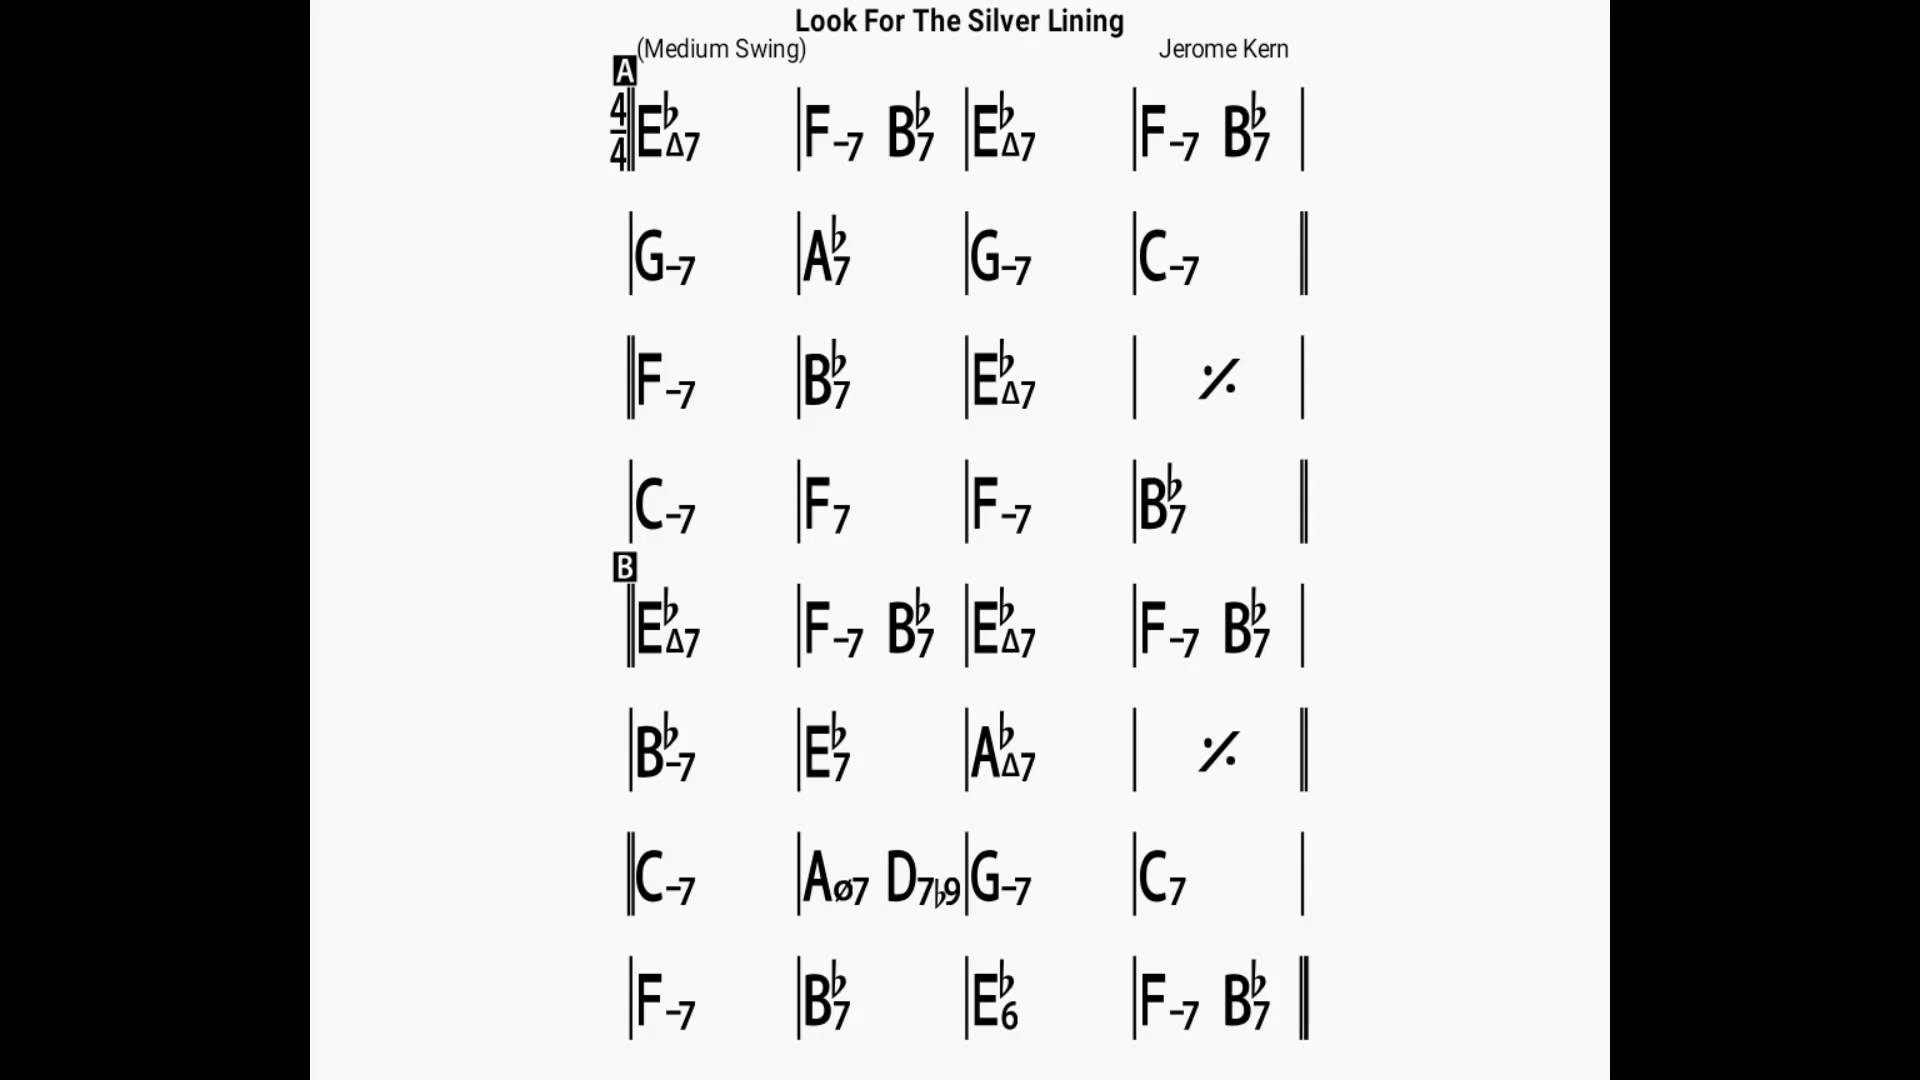 Look For The Silver Lining
(Medium Swing) Jerome Kern
A
4/4 E♭Δ7 | F–7 B♭7 | E♭Δ7 | F–7 B♭7 |
| G–7 | A♭7 | G–7 | C–7 ||
|| F–7 | B♭7 | E♭Δ7 | 𝄎 |
| C–7 | F7 | F–7 | B♭7 ||
B
|| E♭Δ7 | F–7 B♭7 | E♭Δ7 | F–7 B♭7 |
| B♭–7 | E♭7 | A♭Δ7 | 𝄎 ||
|| C–7 | Aø7 D7♭9 | G–7 | C7 |
| F–7 | B♭7 | E♭6 | F–7 B♭7 ||